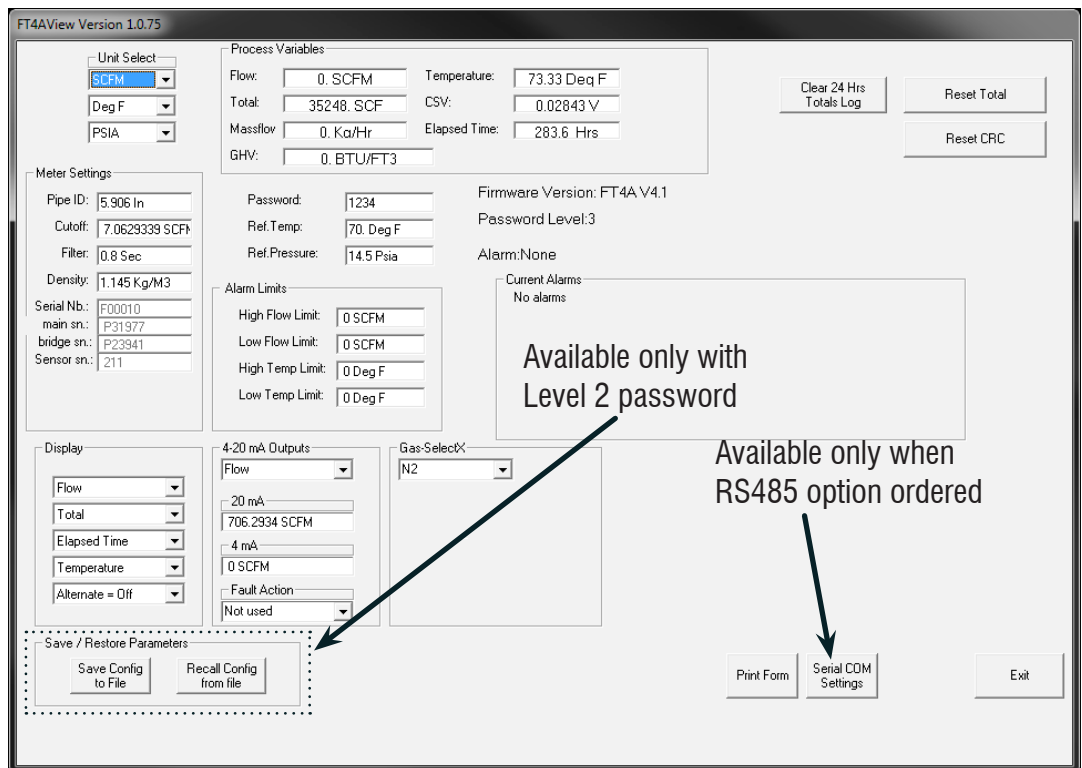 FT4AView Version 1.0.75
Unit Select
SCFM
Deg F
PSIA
Process Variables
Flow: 0. SCFM Temperature: 73.33 Deg F
Total: 35248. SCF CSV: 0.02843 V
Massflov 0. Kg/Hr Elapsed Time: 283.6 Hrs
GHV: 0. BTU/FT3
Clear 24 Hrs
Totals Log
Reset Total
Reset CRC
Meter Settings
Pipe ID: 5.906 In
Cutoff: 7.0629339 SCFM
Filter: 0.8 Sec
Density: 1.145 Kg/M3
Serial Nb.: F00010
main sn.: P31977
bridge sn.: P23941
Sensor sn.: 211
Password: 1234
Ref.Temp: 70. Deg F
Ref.Pressure: 14.5 Psia
Firmware Version: FT4A V4.1
Password Level:3
Alarm:None
Alarm Limits
High Flow Limit: 0 SCFM
Low Flow Limit: 0 SCFM
High Temp Limit: 0 Deg F
Low Temp Limit: 0 Deg F
Current Alarms
No alarms
Available only with
Level 2 password
Available only when
RS485 option ordered
Display
Flow
Total
Elapsed Time
Temperature
Alternate = Off
4-20 mA Outputs
Flow
20 mA
706.2934 SCFM
4 mA
0 SCFM
Fault Action
Not used
Gas-SelectX
N2
Save / Restore Parameters
Save Config
to File
Recall Config
from file
Print Form
Serial COM
Settings
Exit